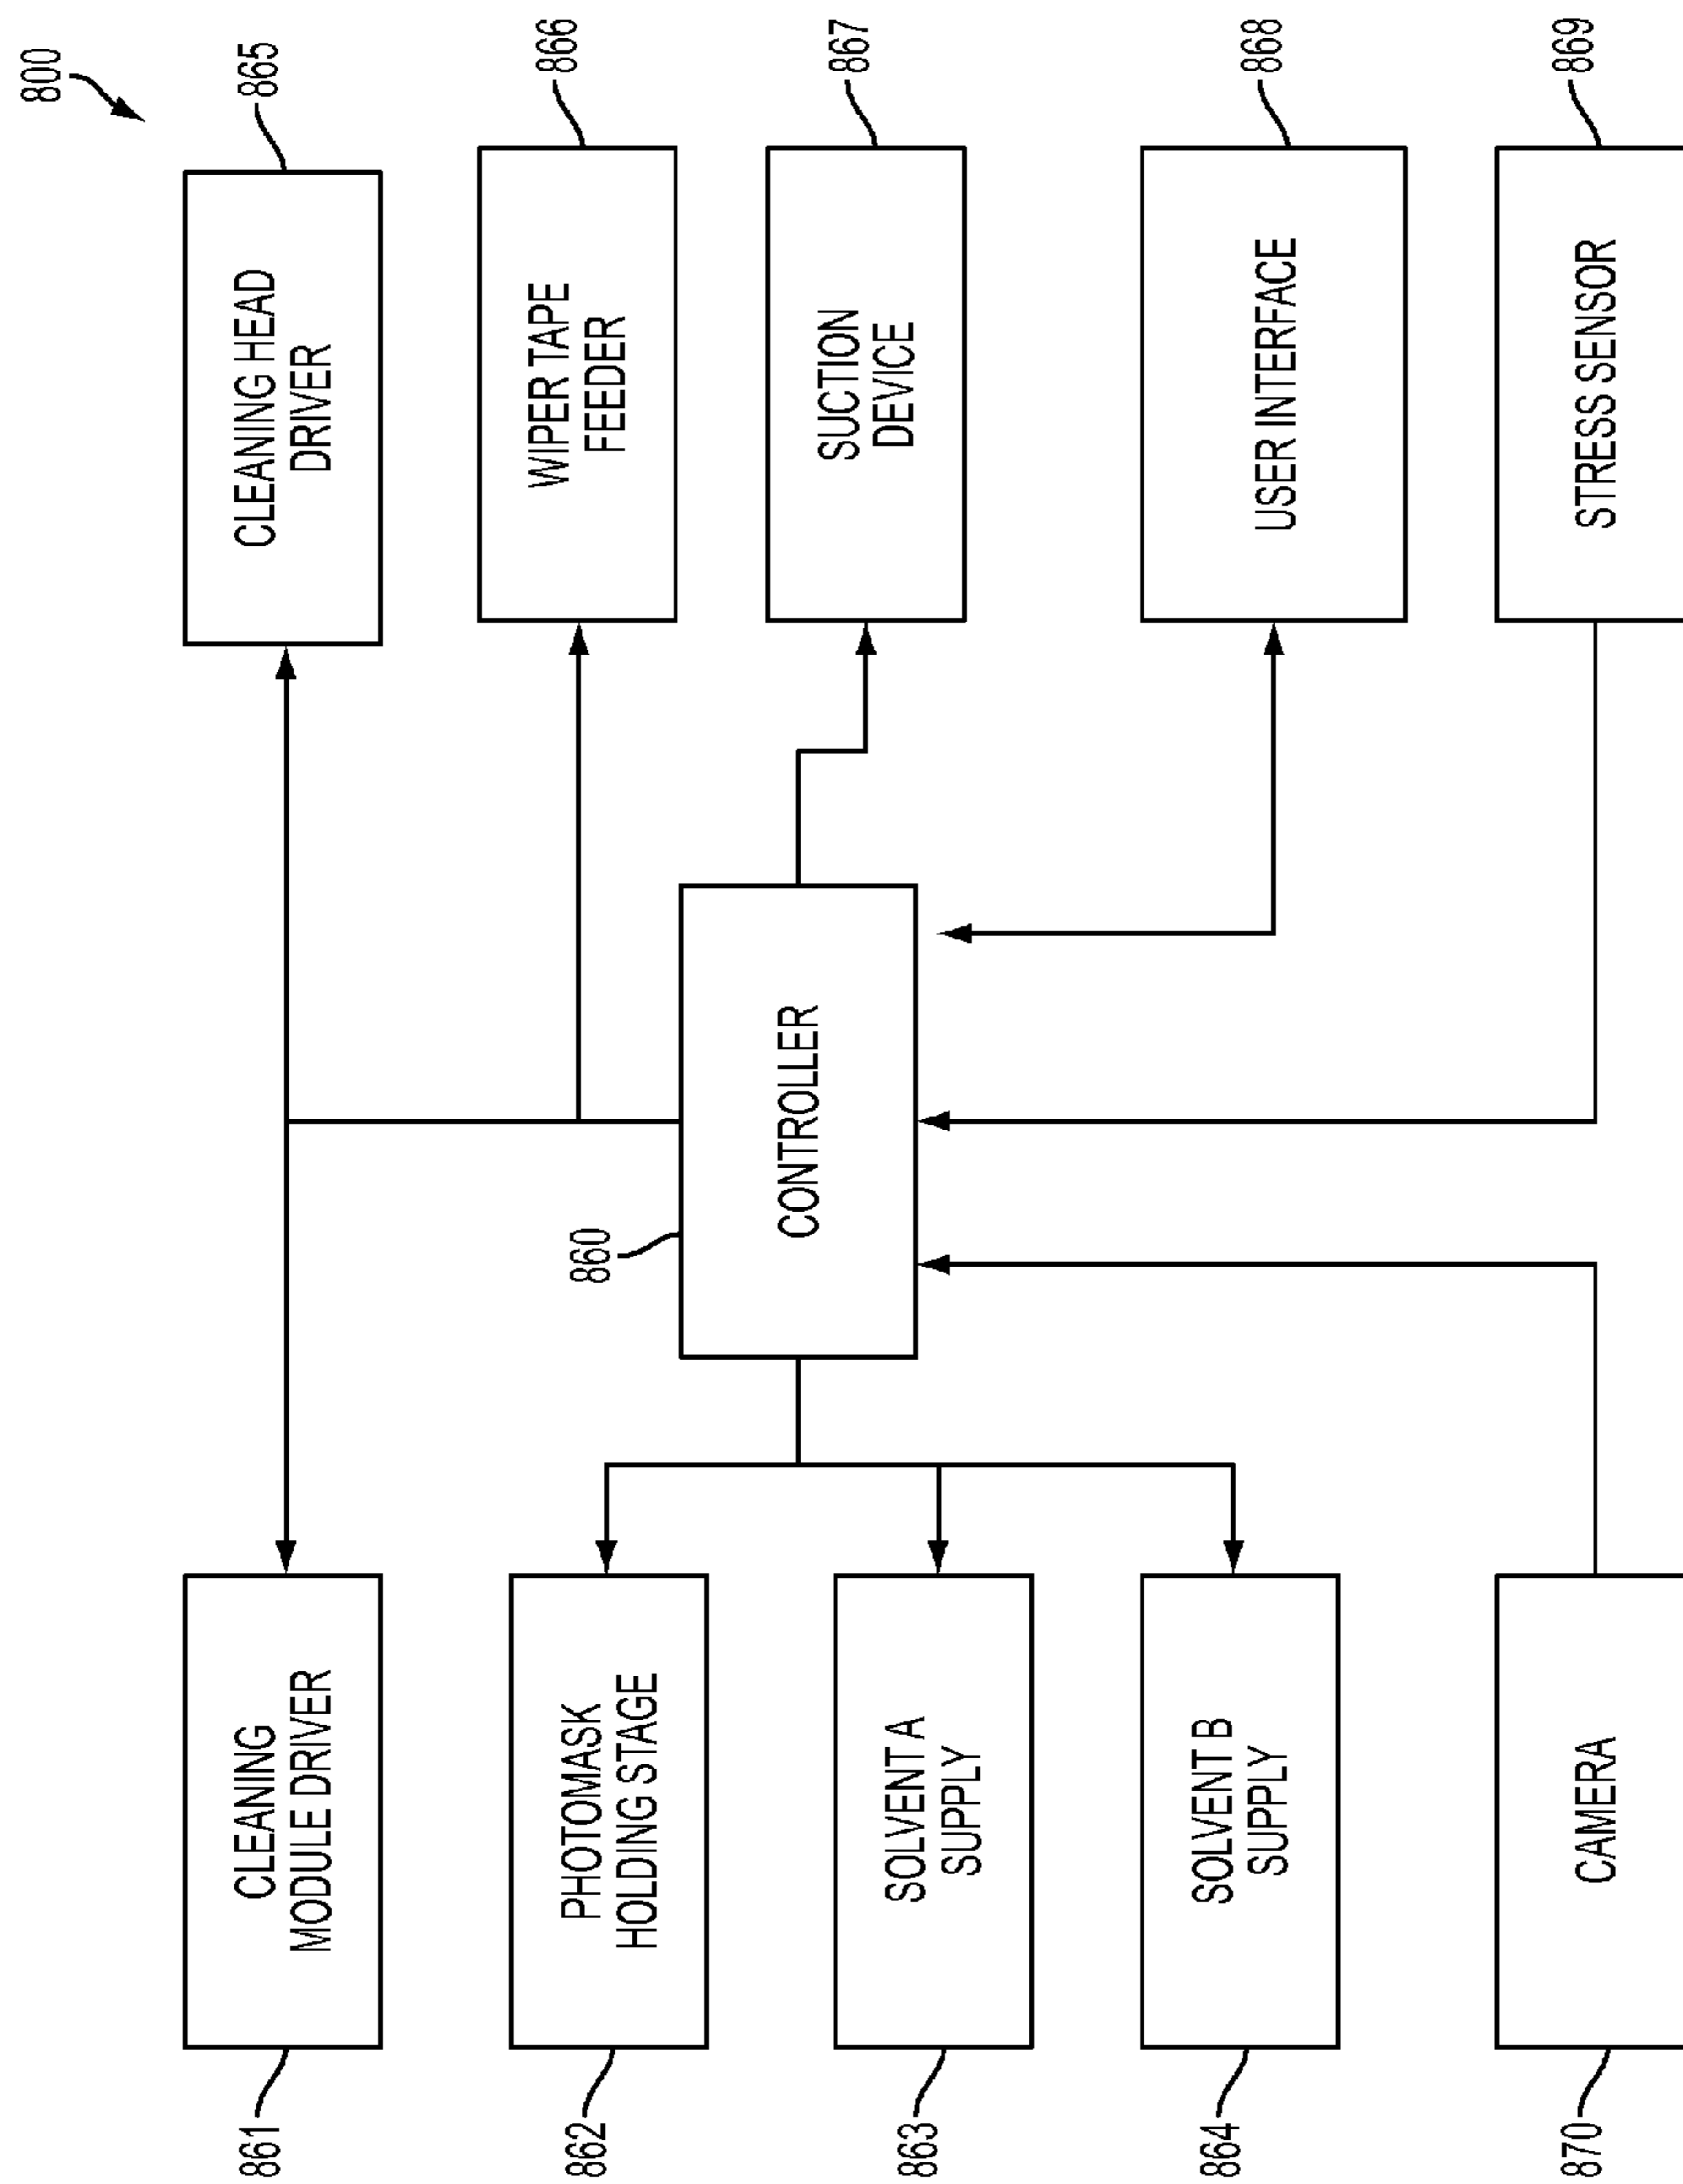 800
861
CLEANING
MODULE DRIVER
CLEANING HEAD
DRIVER
865
862
PHOTOMASK
HOLDING STAGE
WIPER TAPE
FEEDER
866
860
CONTROLLER
863
SOLVENT A
SUPPLY
SUCTION
DEVICE
867
864
SOLVENT B
SUPPLY
USER INTERFACE
868
870
CAMERA
STRESS SENSOR
869